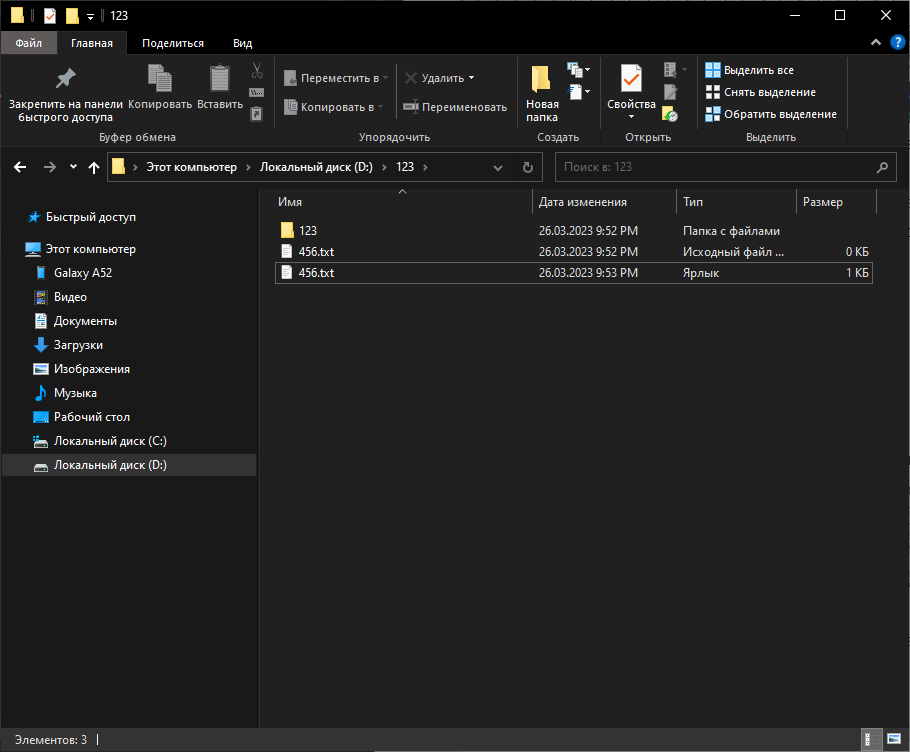 123
Файл Главная Поделиться Вид
Закрепить на панели быстрого доступа
Копировать
Вставить
Буфер обмена
Переместить в
Копировать в
Удалить
Переименовать
Упорядочить
Новая папка
Создать
Свойства
Открыть
Выделить все
Снять выделение
Обратить выделение
Выделить
Этот компьютер Локальный диск (D:) 123
Поиск в: 123
Быстрый доступ
Этот компьютер
Galaxy A52
Видео
Документы
Загрузки
Изображения
Музыка
Рабочий стол
Локальный диск (C:)
Локальный диск (D:)
Имя Дата изменения Тип Размер
123 26.03.2023 9:52 PM Папка с файлами
456.txt 26.03.2023 9:52 PM Исходный файл ... 0 КБ
456.txt 26.03.2023 9:53 PM Ярлык 1 КБ
Элементов: 3